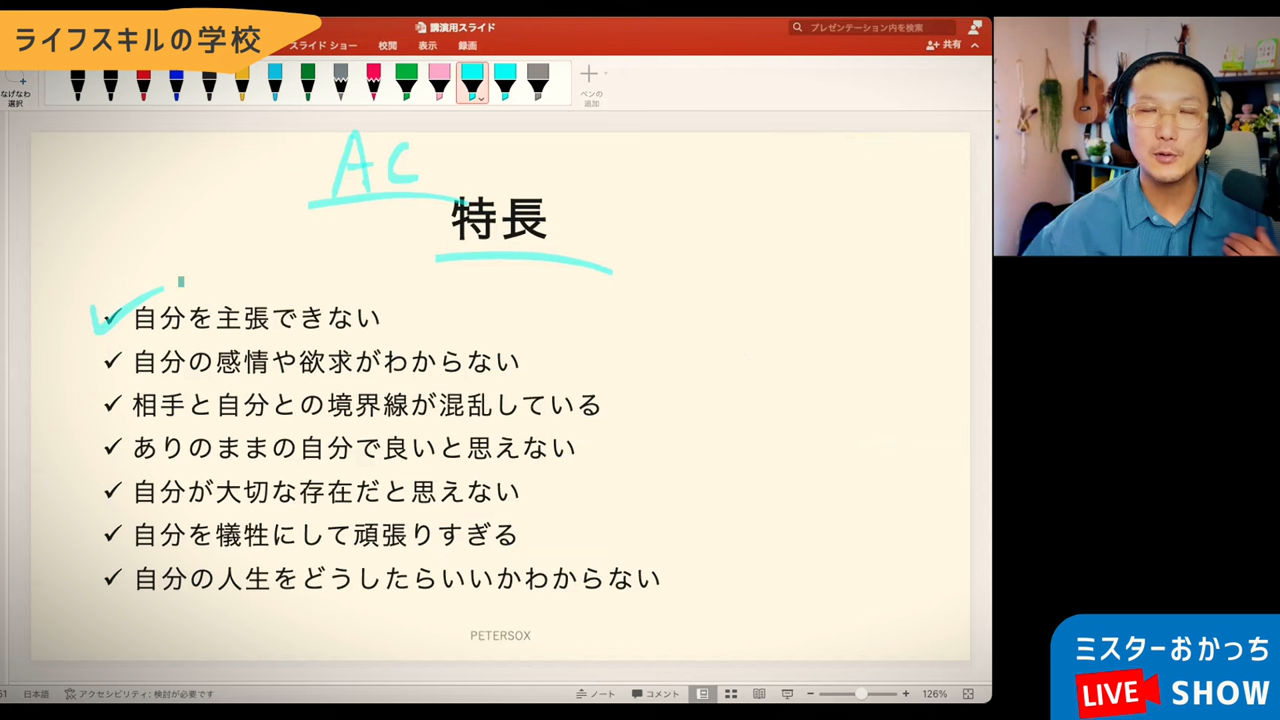 ライフスキルの学校
講演用スライド
プレゼンテーション内を検索
スライド ショー
校閲
表示
録画
共有
なげなわ
選択
ペンの
追加
AC
特長
自分を主張できない
自分の感情や欲求がわからない
相手と自分との境界線が混乱している
ありのままの自分で良いと思えない
自分が大切な存在だと思えない
自分を犠牲にして頑張りすぎる
自分の人生をどうしたらいいかわからない
PETERSOX
日本語
アクセシビリティ: 検討が必要です
ノート
コメント
126%
ミスターおかっち
LIVE SHOW